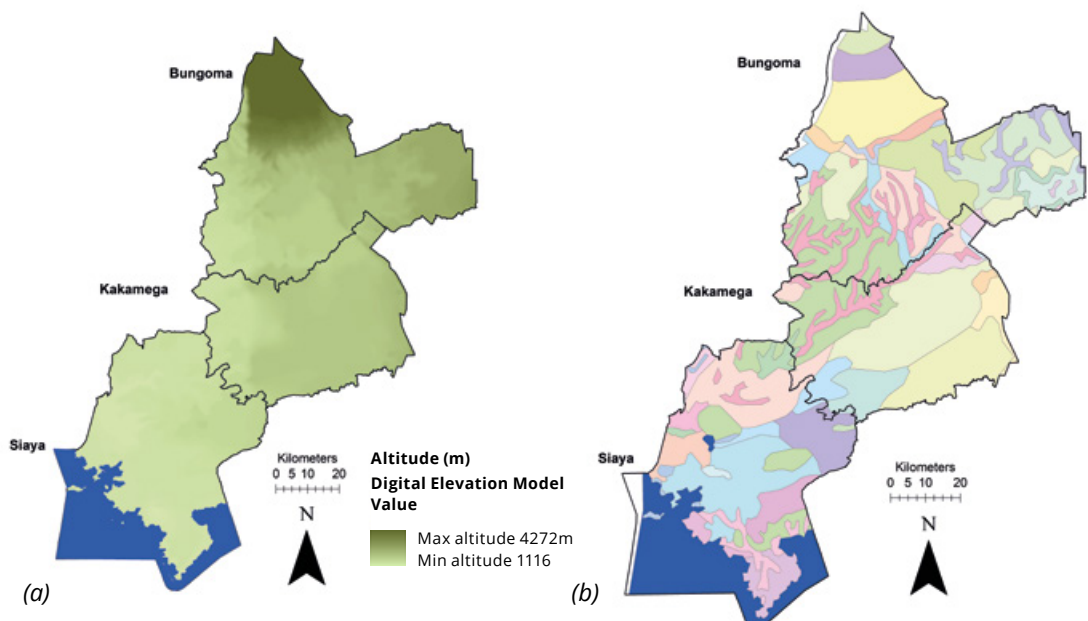 Bungoma
Kakamega
Siaya
Kilometers
0 5 10 20
N
Altitude (m)
Digital Elevation Model
Value
Max altitude 4272m
Min altitude 1116
(a)
Bungoma
Kakamega
Siaya
Kilometers
0 5 10 20
N
(b)